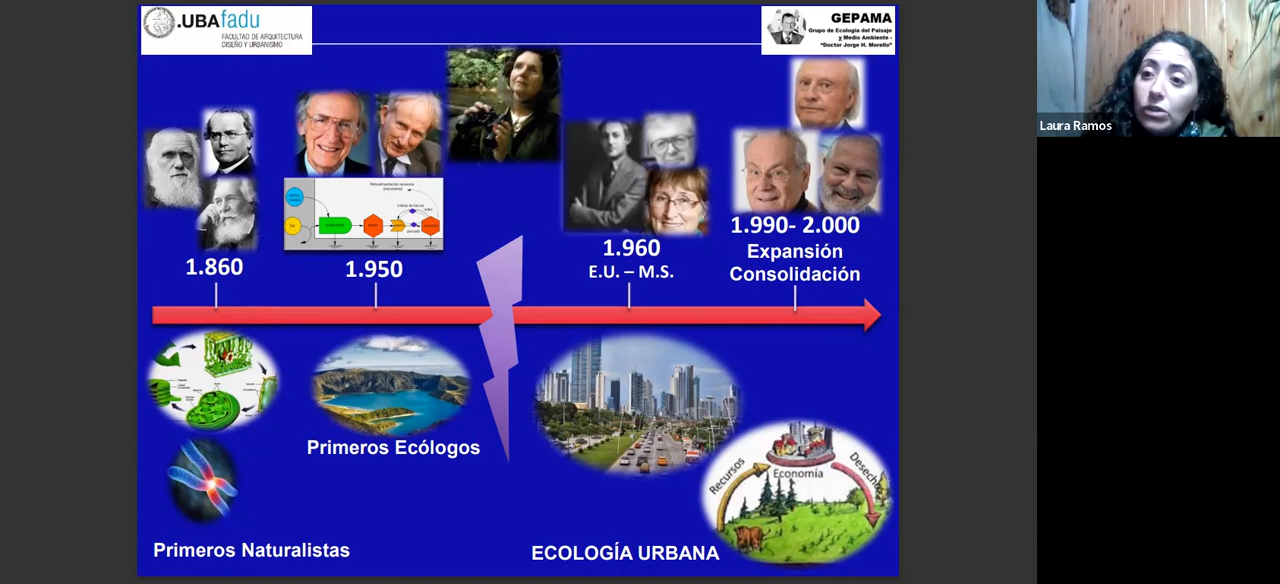 .UBAfadu
FACULTAD DE ARQUITECTURA
DISEÑO Y URBANISMO
GEPAMA
Grupo de Ecología del Paisaje
y Medio Ambiente -
"Doctor Jorge H. Morello"
Laura Ramos
1.860
1.950
1.960
E.U. – M.S.
1.990- 2.000
Expansión
Consolidación
Primeros Ecólogos
Recursos
Economía
Desech
Primeros Naturalistas
ECOLOGÍA URBANA